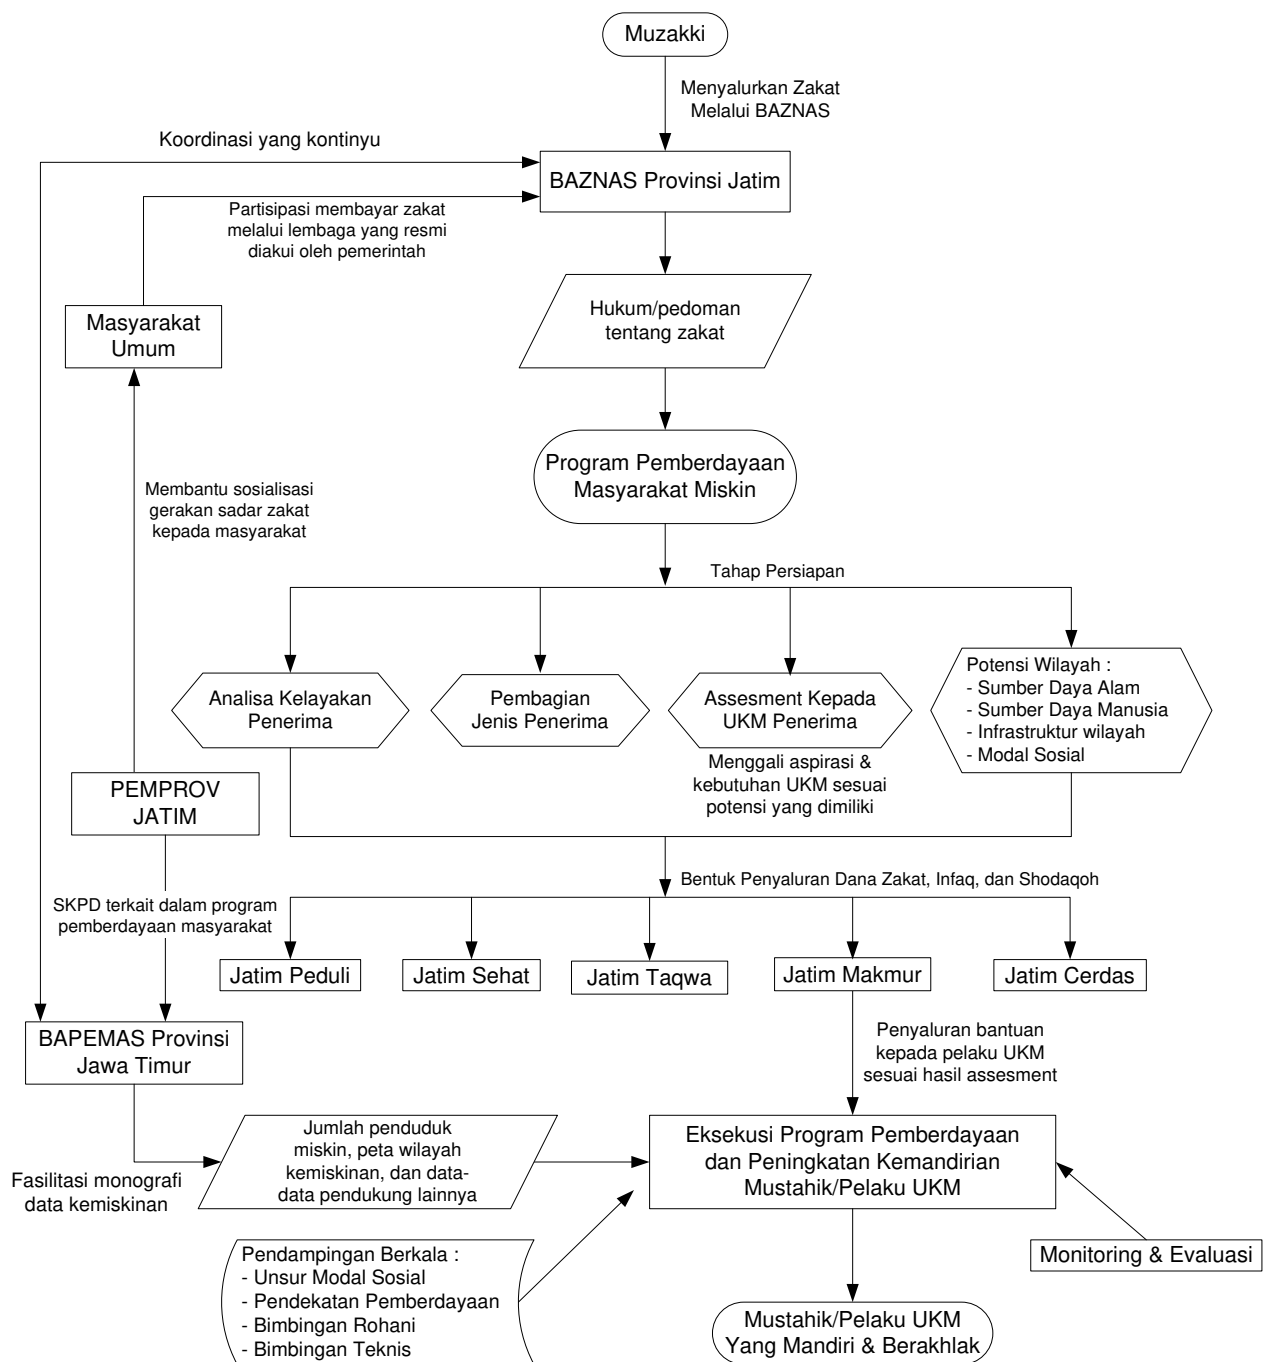 Muzakki
Menyalurkan Zakat
Melalui BAZNAS
Koordinasi yang kontinyu
BAZNAS Provinsi Jatim
Partisipasi membayar zakat
melalui lembaga yang resmi
diakui oleh pemerintah
Hukum/pedoman
tentang zakat
Masyarakat
Umum
Program Pemberdayaan
Masyarakat Miskin
Membantu sosialisasi
gerakan sadar zakat
kepada masyarakat
Tahap Persiapan
Analisa Kelayakan
Penerima
Pembagian
Jenis Penerima
Assesment Kepada
UKM Penerima
Potensi Wilayah :
- Sumber Daya Alam
- Sumber Daya Manusia
- Infrastruktur wilayah
- Modal Sosial
Menggali aspirasi &
kebutuhan UKM sesuai
potensi yang dimiliki
PEMPROV
JATIM
Bentuk Penyaluran Dana Zakat, Infaq, dan Shodaqoh
SKPD terkait dalam program
pemberdayaan masyarakat
Jatim Peduli
Jatim Sehat
Jatim Taqwa
Jatim Makmur
Jatim Cerdas
BAPEMAS Provinsi
Jawa Timur
Penyaluran bantuan
kepada pelaku UKM
sesuai hasil assesment
Fasilitasi monografi
data kemiskinan
Jumlah penduduk
miskin, peta wilayah
kemiskinan, dan data-
data pendukung lainnya
Eksekusi Program Pemberdayaan
dan Peningkatan Kemandirian
Mustahik/Pelaku UKM
Pendampingan Berkala :
- Unsur Modal Sosial
- Pendekatan Pemberdayaan
- Bimbingan Rohani
- Bimbingan Teknis
Monitoring & Evaluasi
Mustahik/Pelaku UKM
Yang Mandiri & Berakhlak